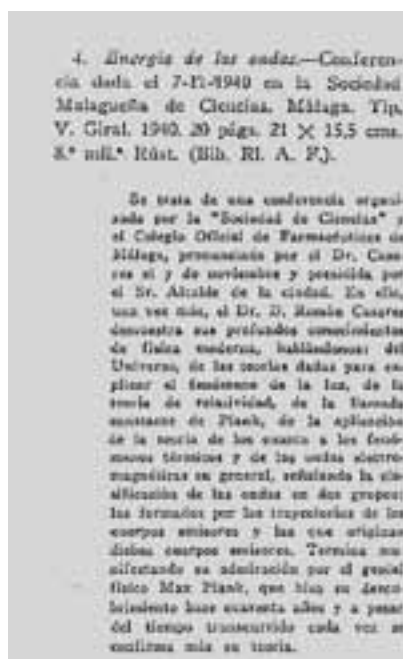 4. Energía de las ondas.—Conferen-
cia dada el 7-11-1940 en la Sociedad
Malagueña de Ciencias. Málaga. Tip.
V. Giral. 1940. 20 págs. 21 × 15,5 cms.
8.º mll.ª Rúst. (Bib. Rl. A. F.).
Se trata de una conferencia organi-
zada por la "Sociedad de Ciencias" y
el Colegio Oficial de Farmacéuticos de
Málaga, pronunciada por el Dr. Casa-
res el 7 de noviembre y presidida por
el Sr. Alcalde de la ciudad. En ella,
una vez más, el Dr. D. Román Casares
demuestra sus profundos conocimientos
de física moderna, hablándonos: del
Universo, de las teorías dadas para ex-
plicar el fenómeno de la luz, de la
teoría de relatividad, de la llamada
constante de Plank, de la aplicación
de la teoría de los cuanta a los fenó-
menos térmicos y de las ondas electro-
magnéticas en general, señalando la cla-
sificación de las ondas en dos grupos:
las formadas por las trayectorias de los
cuerpos emisores y las que originan
dichos cuerpos emisores. Termina ma-
nifestando su admiración por el genial
físico Max Plank, que hizo su descu-
brimiento hace cuarenta años y a pesar
del tiempo transcurrido cada vez se
confirma más su teoría.